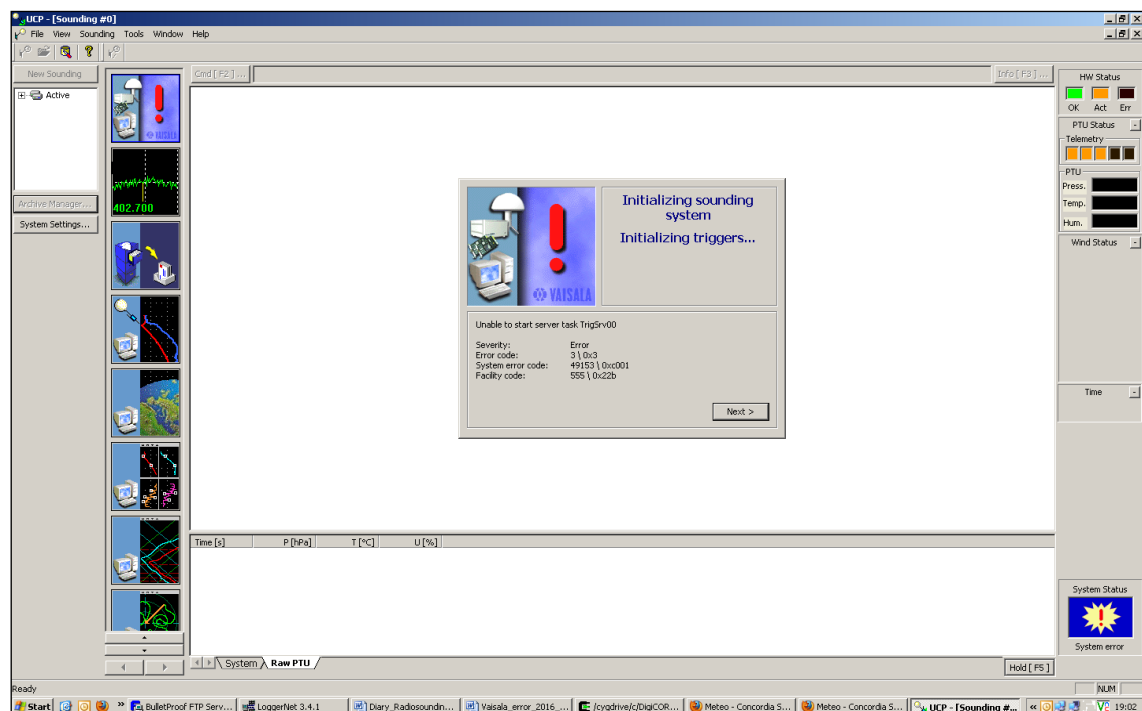 UCP - [Sounding #0]
File View Sounding Tools Window Help
New Sounding
Cmd [ F2 ] ...
Info [ F3 ] ...
Active
Archive Manager...
System Settings...
VAISALA
402.700
Initializing sounding
system
Initializing triggers...
VAISALA
Unable to start server task TrigSrv00
Severity: Error
Error code: 3 \ 0x3
System error code: 49153 \ 0xc001
Facility code: 555 \ 0x22b
Next >
HW Status
OK Act Err
PTU Status -
Telemetry
PTU
Press.
Temp.
Hum.
Wind Status -
Time -
Time [s] P [hPa] T [°C] U [%]
System Status
System error
System Raw PTU
Hold [ F5 ]
Ready
NUM
Start » BulletProof FTP Serv... LoggerNet 3.4.1 Diary_Radiosoundin... Vaisala_error_2016_... /cygdrive/c/DigiCOR... Meteo - Concordia S... Meteo - Concordia S... UCP - [Sounding #... « 19:02